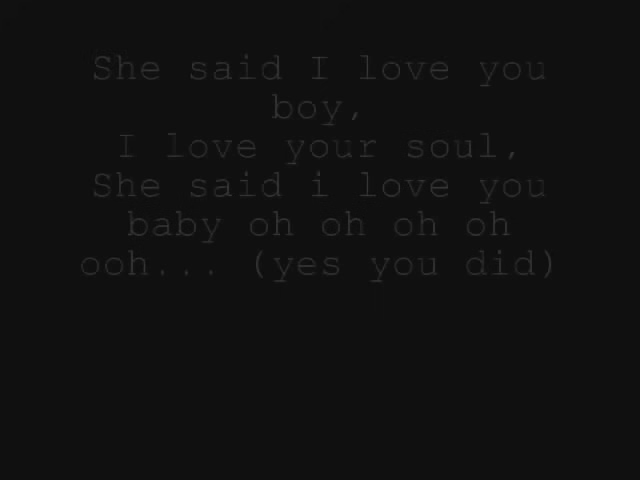 She said I love you
boy,
I love your soul,
She said i love you
baby oh oh oh oh
ooh... (yes you did)